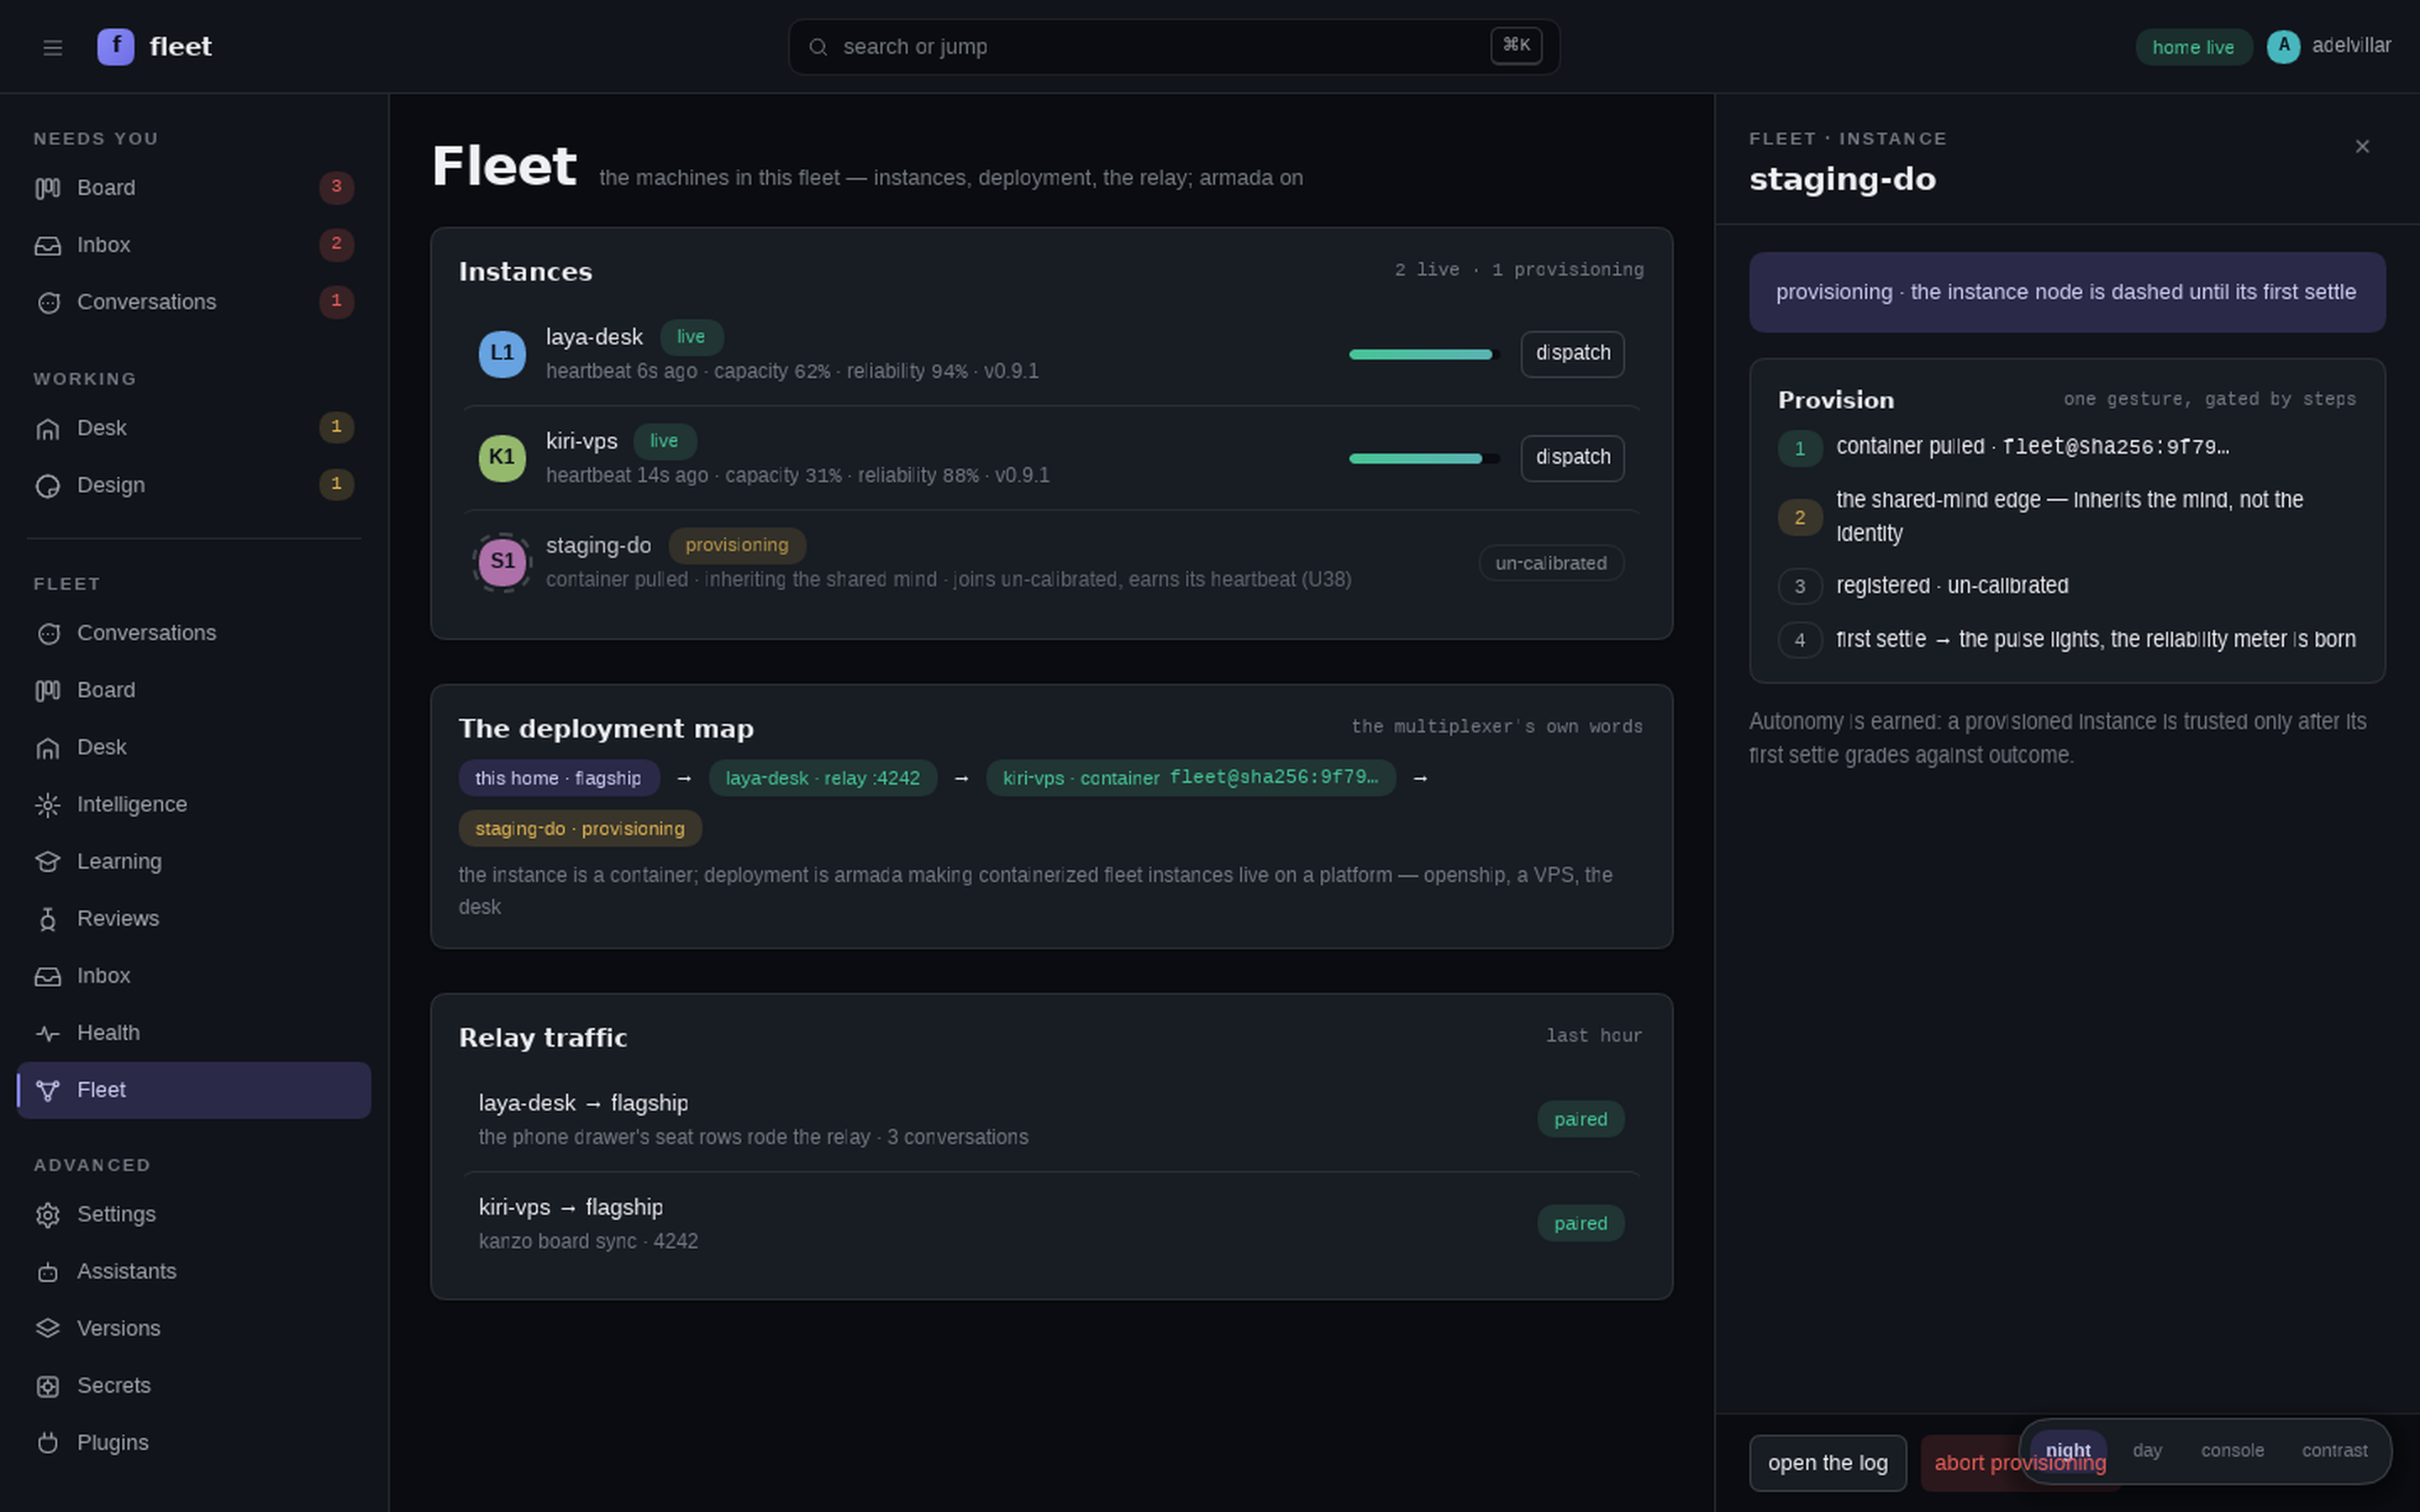 f fleet
search or jump ⌘K
home live A adelvillar
NEEDS YOU
Board 3
Inbox 2
Conversations 1
WORKING
Desk 1
Design 1
FLEET
Conversations
Board
Desk
Intelligence
Learning
Reviews
Inbox
Health
Fleet
ADVANCED
Settings
Assistants
Versions
Secrets
Plugins
Fleet the machines in this fleet — instances, deployment, the relay; armada on
Instances 2 live · 1 provisioning
L1 laya-desk live
heartbeat 6s ago · capacity 62% · reliability 94% · v0.9.1
dispatch
K1 kiri-vps live
heartbeat 14s ago · capacity 31% · reliability 88% · v0.9.1
dispatch
S1 staging-do provisioning
container pulled · inheriting the shared mind · joins un-calibrated, earns its heartbeat (U38)
un-calibrated
The deployment map the multiplexer's own words
this home · flagship → laya-desk · relay :4242 → kiri-vps · container fleet@sha256:9f79… →
staging-do · provisioning
the instance is a container; deployment is armada making containerized fleet instances live on a platform — openship, a VPS, the
desk
Relay traffic last hour
laya-desk → flagship
the phone drawer's seat rows rode the relay · 3 conversations
paired
kiri-vps → flagship
kanzo board sync · 4242
paired
FLEET · INSTANCE
staging-do
provisioning · the instance node is dashed until its first settle
Provision one gesture, gated by steps
1 container pulled · fleet@sha256:9f79…
2 the shared-mind edge — inherits the mind, not the
identity
3 registered · un-calibrated
4 first settle → the pulse lights, the reliability meter is born
Autonomy is earned: a provisioned instance is trusted only after its
first settle grades against outcome.
open the log abort provisioning
night day console contrast